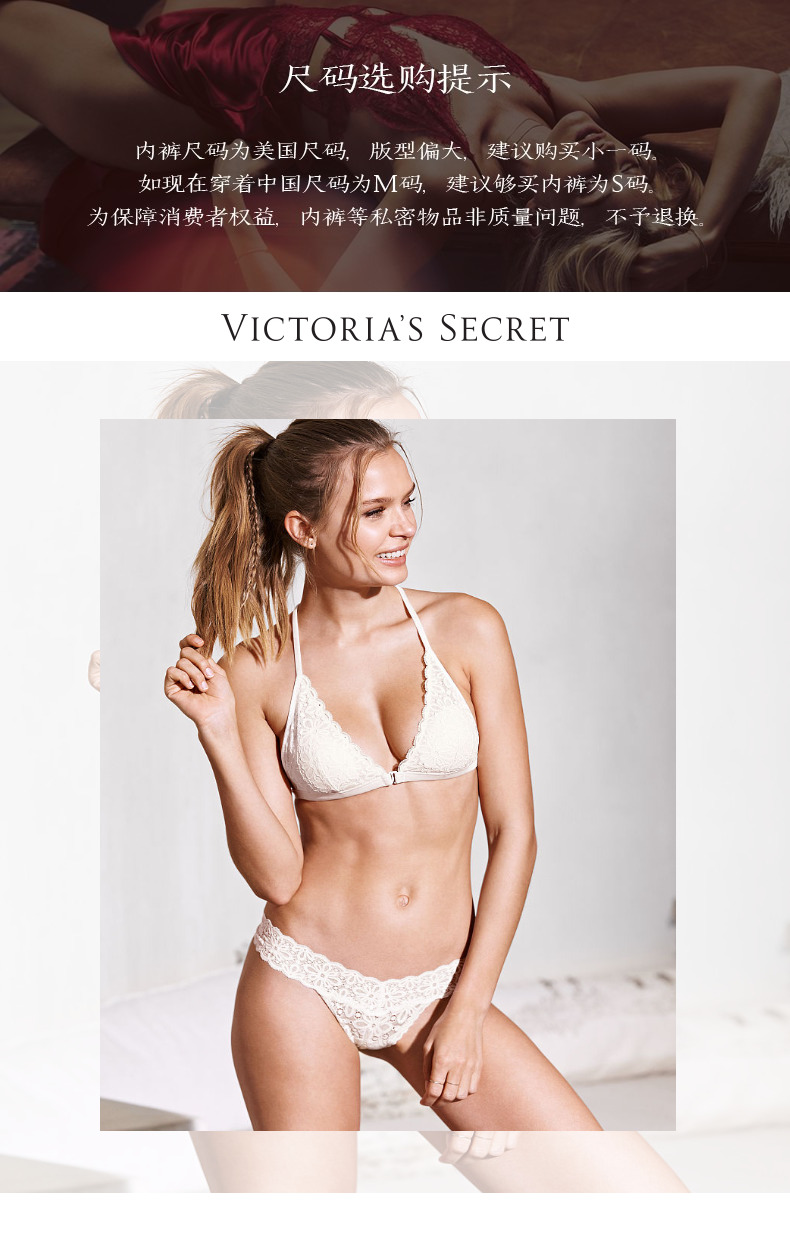 尺码选购提示
内裤尺码为美国尺码, 版型偏大, 建议购买小一码。
如现在穿着中国尺码为M码, 建议够买内裤为S码。
为保障消费者权益, 内裤等私密物品非质量问题, 不予退换。
VICTORIA'S SECRET